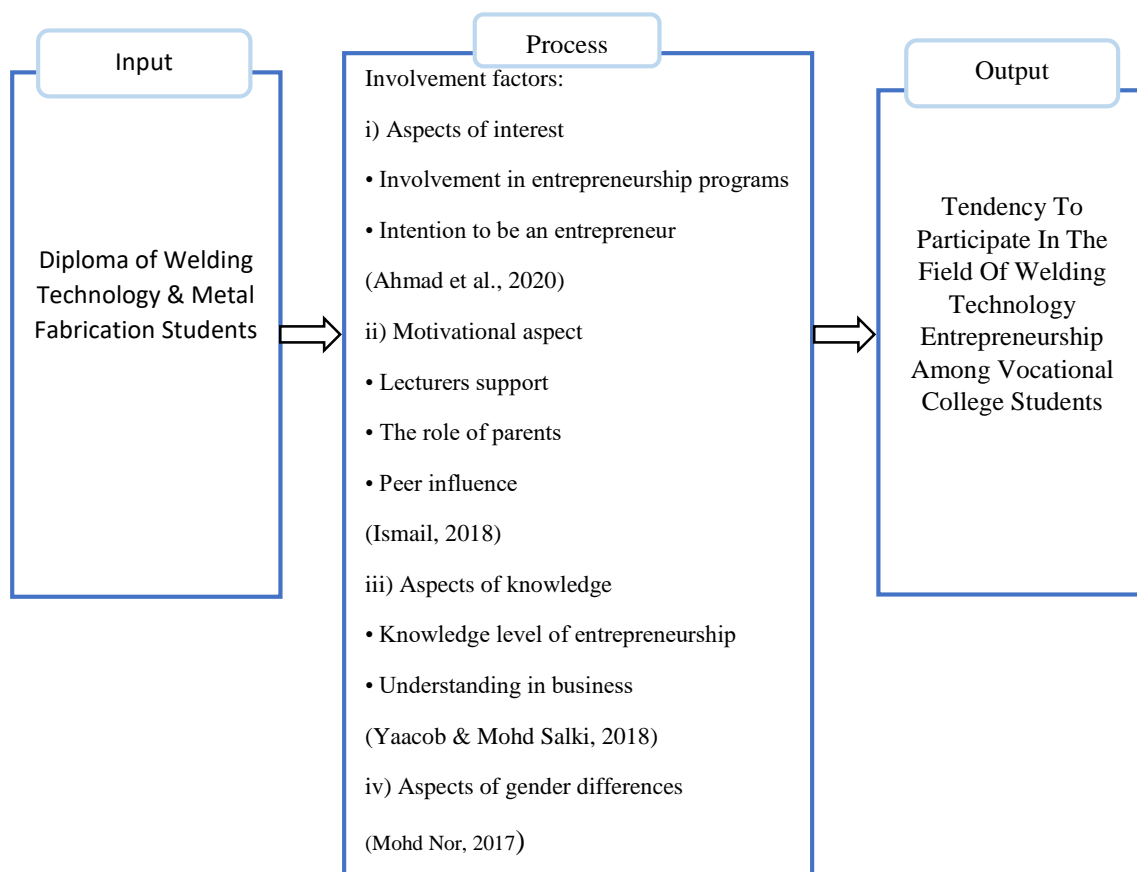 Input
Diploma of Welding
Technology & Metal
Fabrication Students
Process
Involvement factors:
i) Aspects of interest
• Involvement in entrepreneurship programs
• Intention to be an entrepreneur
(Ahmad et al., 2020)
ii) Motivational aspect
• Lecturers support
• The role of parents
• Peer influence
(Ismail, 2018)
iii) Aspects of knowledge
• Knowledge level of entrepreneurship
• Understanding in business
(Yaacob & Mohd Salki, 2018)
iv) Aspects of gender differences
(Mohd Nor, 2017)
Output
Tendency To
Participate In The
Field Of Welding
Technology
Entrepreneurship
Among Vocational
College Students